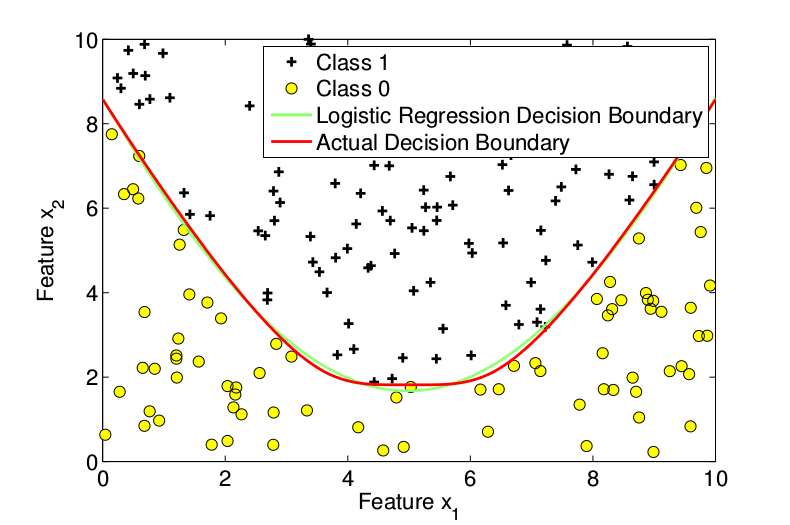 10
8
6
4
2
0
Feature x2
Class 1
Class 0
Logistic Regression Decision Boundary
Actual Decision Boundary
0 2 4 6 8 10
Feature x1